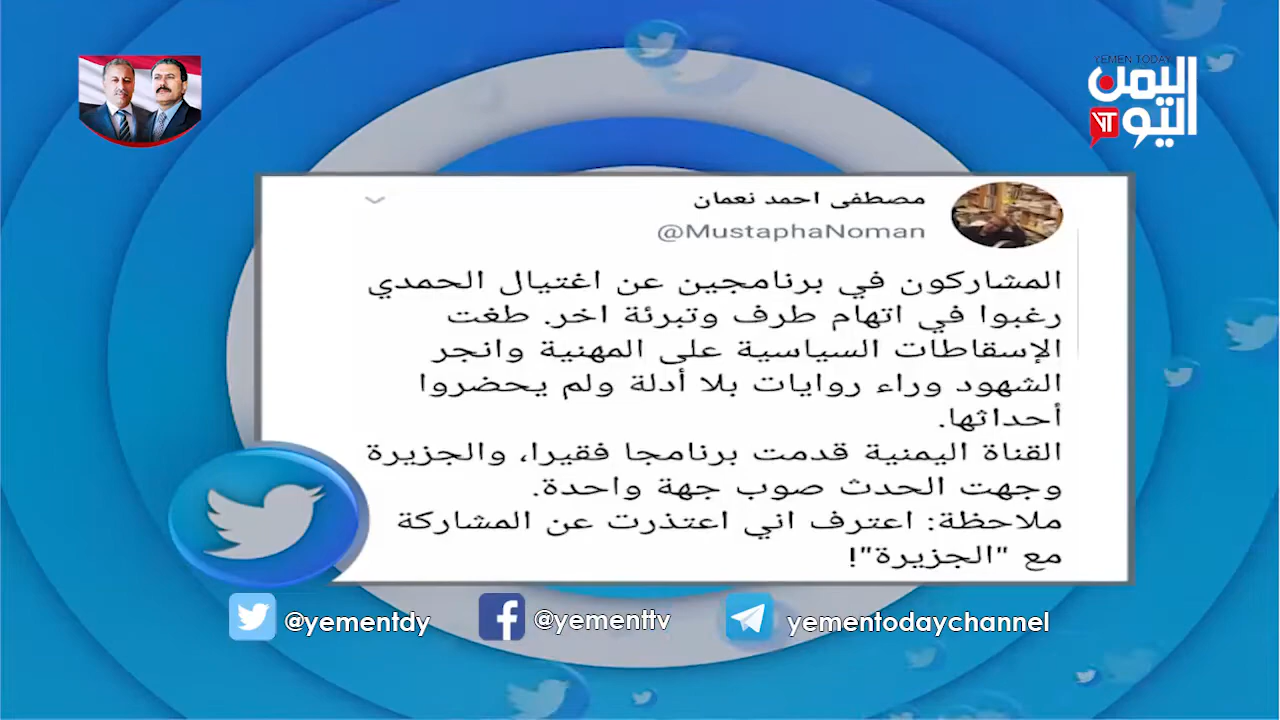 YEMEN TODAY
اليمن
اليوم
مصطفى احمد نعمان
@MustaphaNoman
المشاركون في برنامجين عن اغتيال الحمدي
رغبوا في اتهام طرف وتبرئة اخر. طغت
الإسقاطات السياسية على المهنية وانجر
الشهود وراء روايات بلا أدلة ولم يحضروا
أحداثها.
القناة اليمنية قدمت برنامجا فقيرا، والجزيرة
وجهت الحدث صوب جهة واحدة.
ملاحظة: اعترف اني اعتذرت عن المشاركة
مع "الجزيرة"!
@yementdy @yementtv yementodaychannel